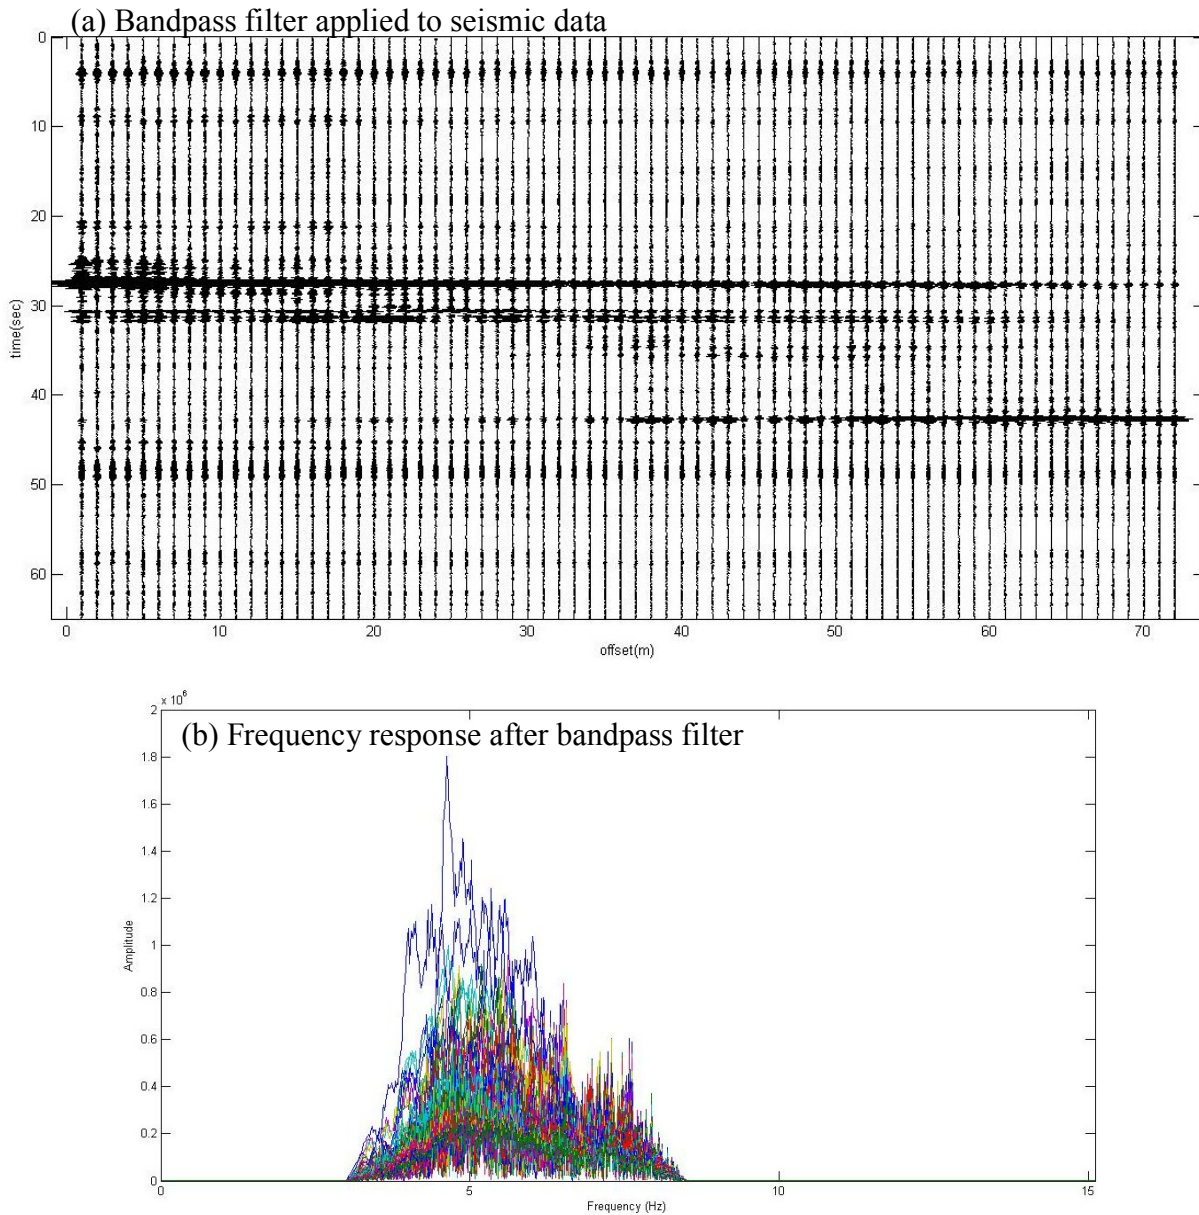 (a) Bandpass filter applied to seismic data
0
10
20
30
40
50
60
time(sec)
0 10 20 30 40 50 60 70
offset(m)
x 10^6
2
(b) Frequency response after bandpass filter
1.8
1.6
1.4
1.2
1
0.8
0.6
0.4
0.2
0
Amplitude
0 5 10 15
Frequency (Hz)